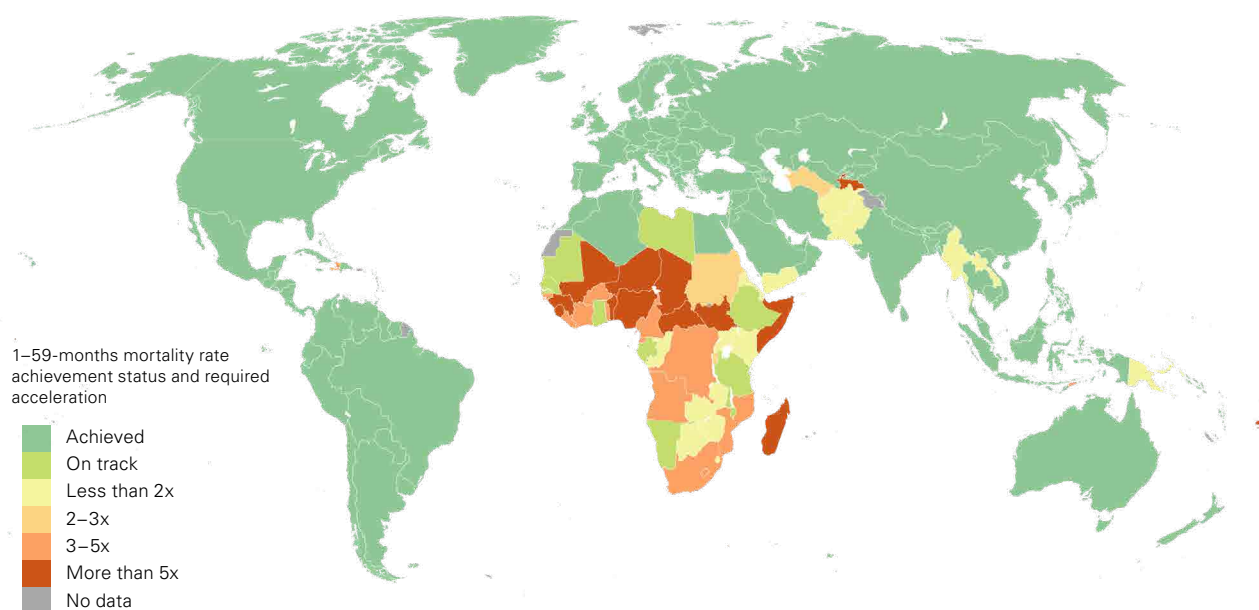 1–59-months mortality rate
achievement status and required
acceleration
Achieved
On track
Less than 2x
2–3x
3–5x
More than 5x
No data